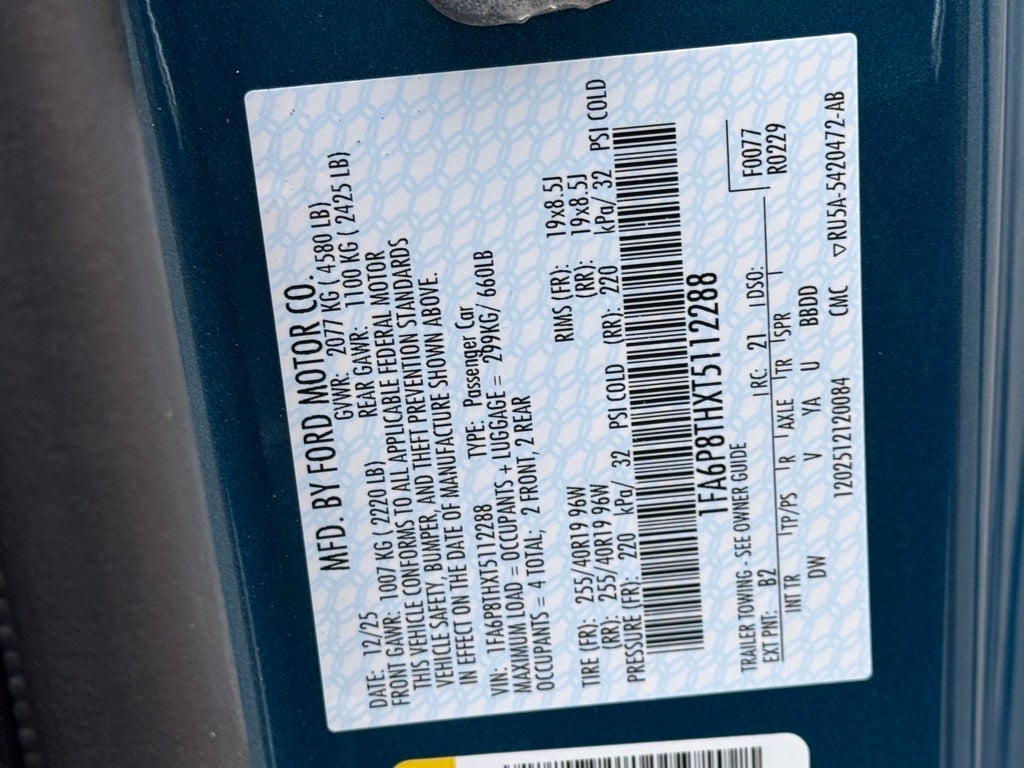 MFD. BY FORD MOTOR CO.
DATE: 12/25 GVWR: 2077 KG ( 4580 LB)
FRONT GAWR: 1007 KG ( 2220 LB) REAR GAWR: 1100 KG ( 2425 LB)
THIS VEHICLE CONFORMS TO ALL APPLICABLE FEDERAL MOTOR
VEHICLE SAFETY, BUMPER, AND THEFT PREVENTION STANDARDS
IN EFFECT ON THE DATE OF MANUFACTURE SHOWN ABOVE.
VIN: 1FA6P8THXT5112288 TYPE: Passenger Car
MAXIMUM LOAD = OCCUPANTS + LUGGAGE = 299KG/ 660LB
OCCUPANTS = 4 TOTAL; 2 FRONT, 2 REAR
TIRE (FR): 255/40R19 96W RIMS (FR): 19x8.5J
(RR): 255/40R19 96W (RR): 19x8.5J
PRESSURE (FR): 220 kPa/ 32 PSI COLD (RR): 220 kPa/ 32 PSI COLD
1FA6P8THXT5112288
F0077
R0229
TRAILER TOWING - SEE OWNER GUIDE
EXT PNT: B2 RC: 21 DSO:
INT TR TP/PS R AXLE TR SPR
DW V YA U BBDD
12025121120084 CMC ▽RU5A-5420472-AB